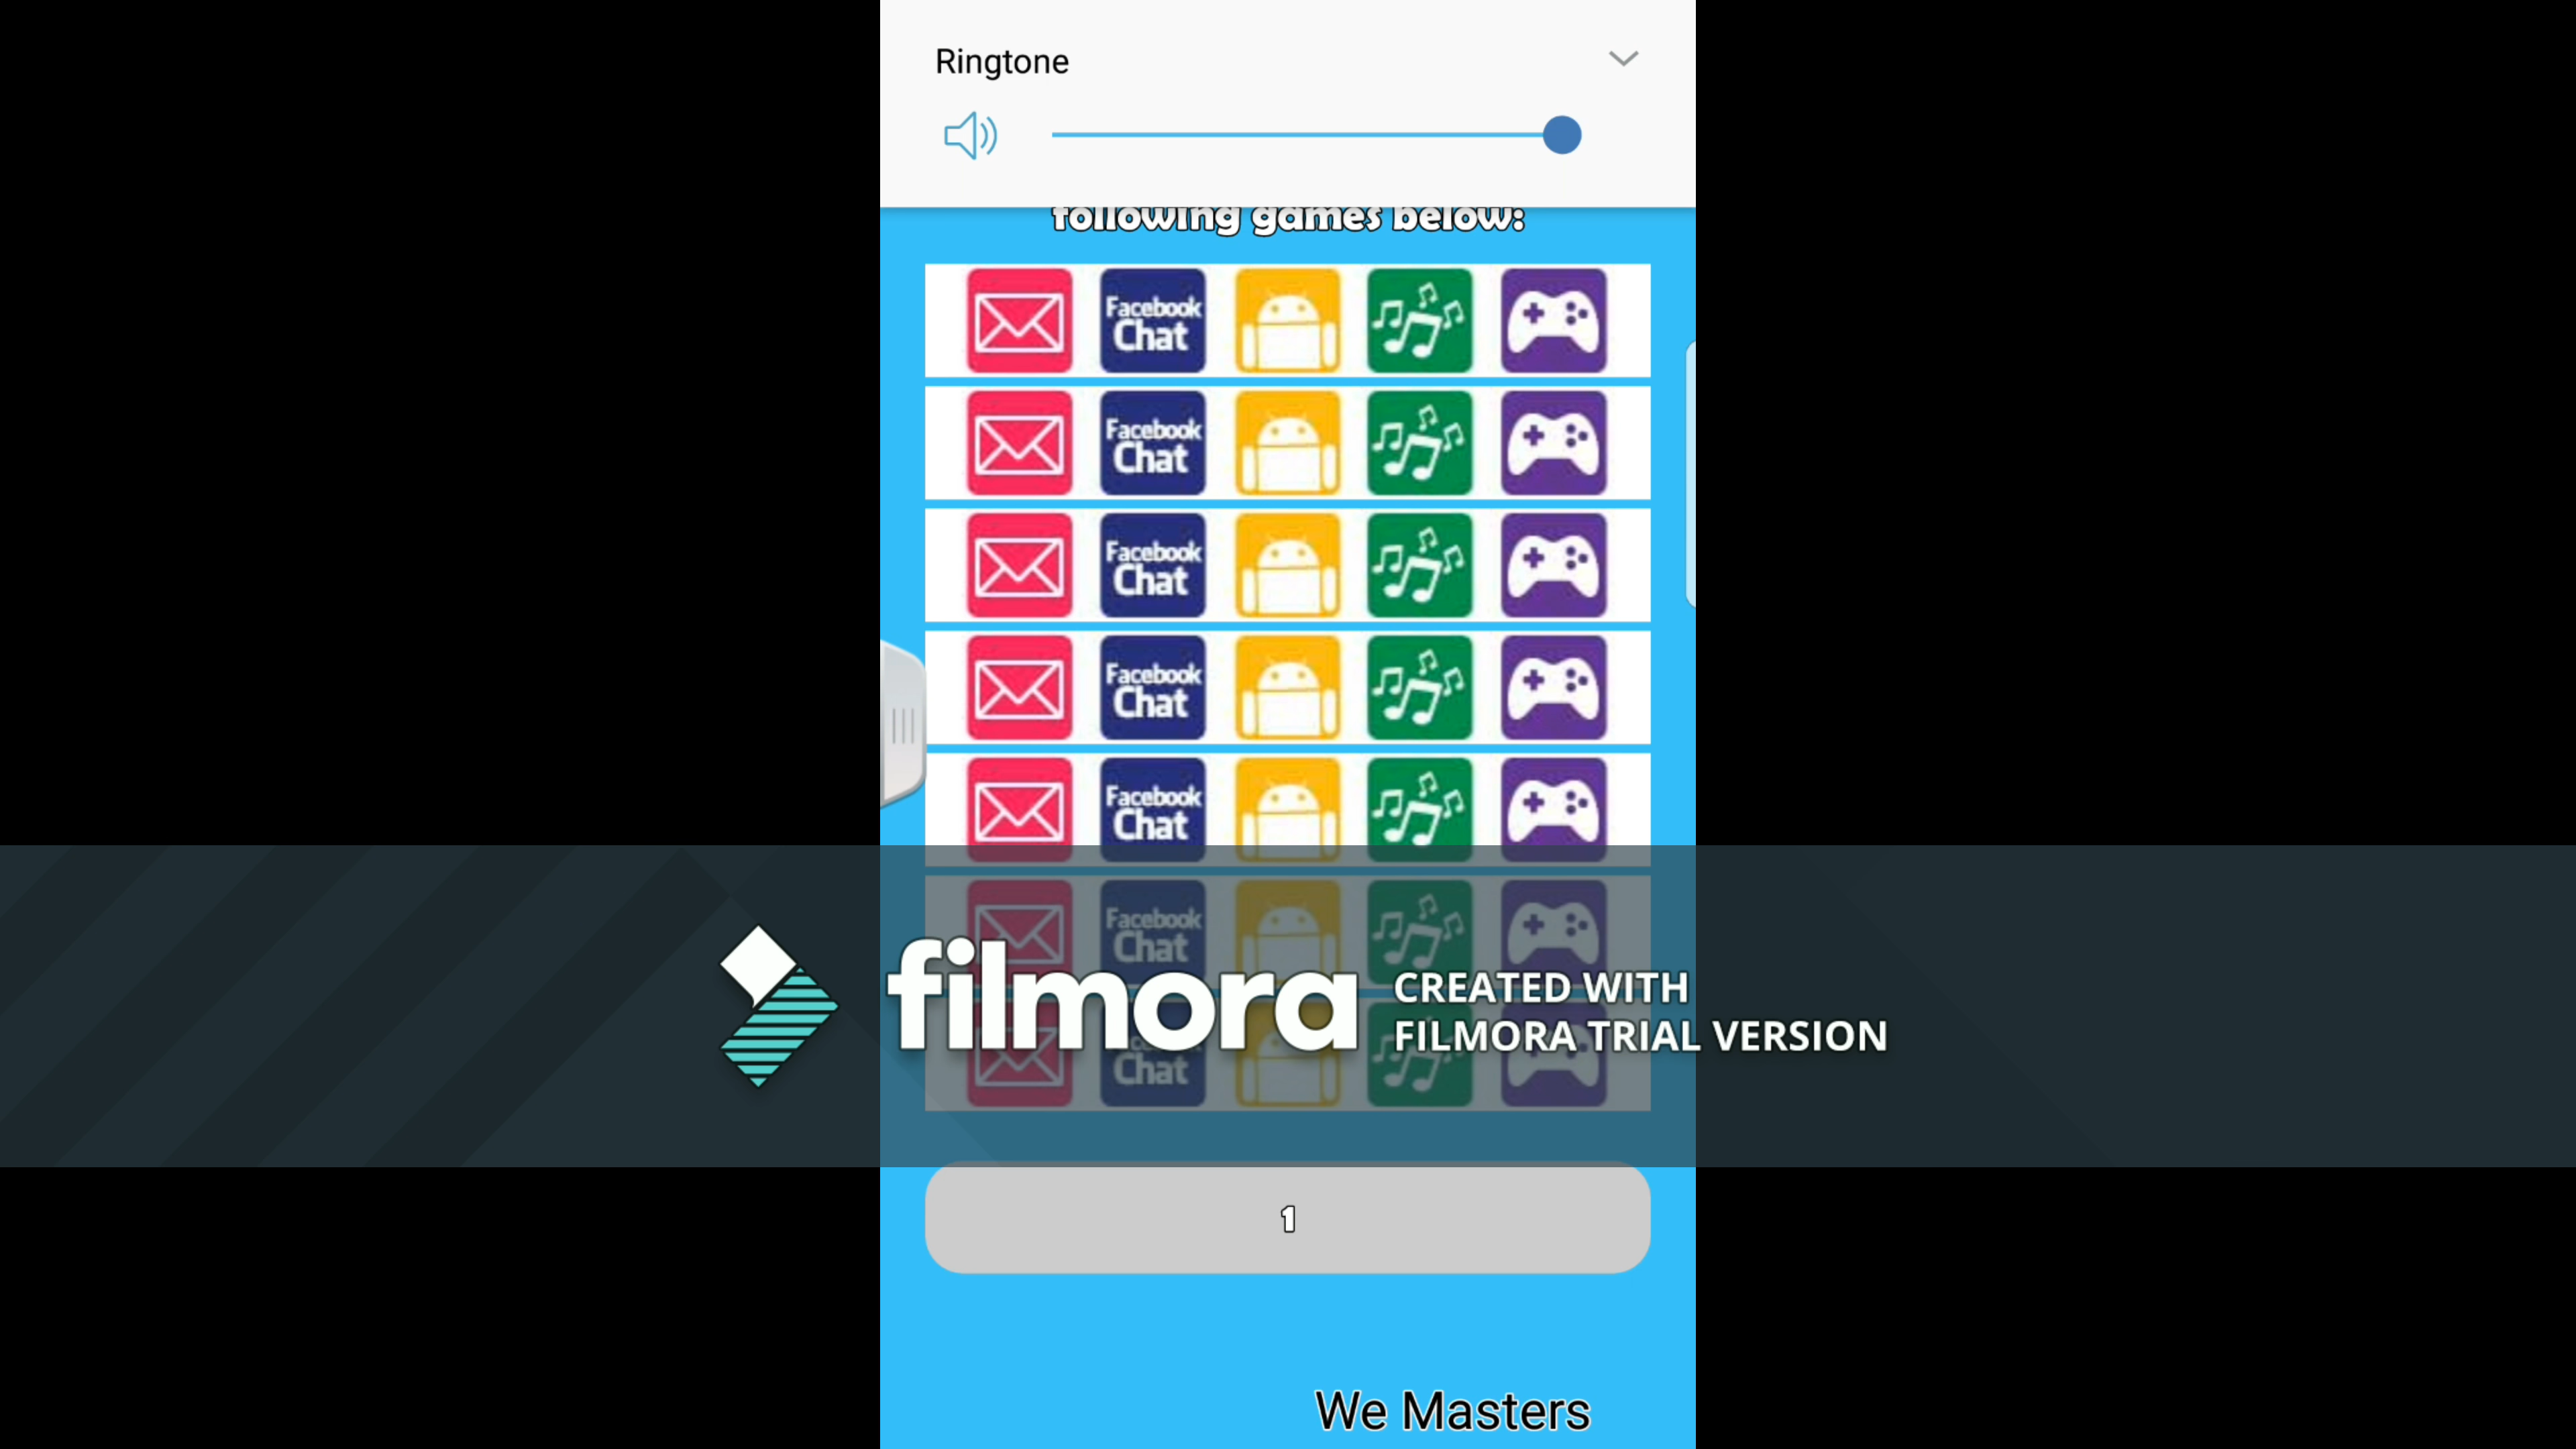 Ringtone
following games below:
Facebook
Chat
Facebook
Chat
Facebook
Chat
Facebook
Chat
Facebook
Chat
Facebook
Chat
filmora
CREATED WITH
FILMORA TRIAL VERSION
Chat
1
We Masters